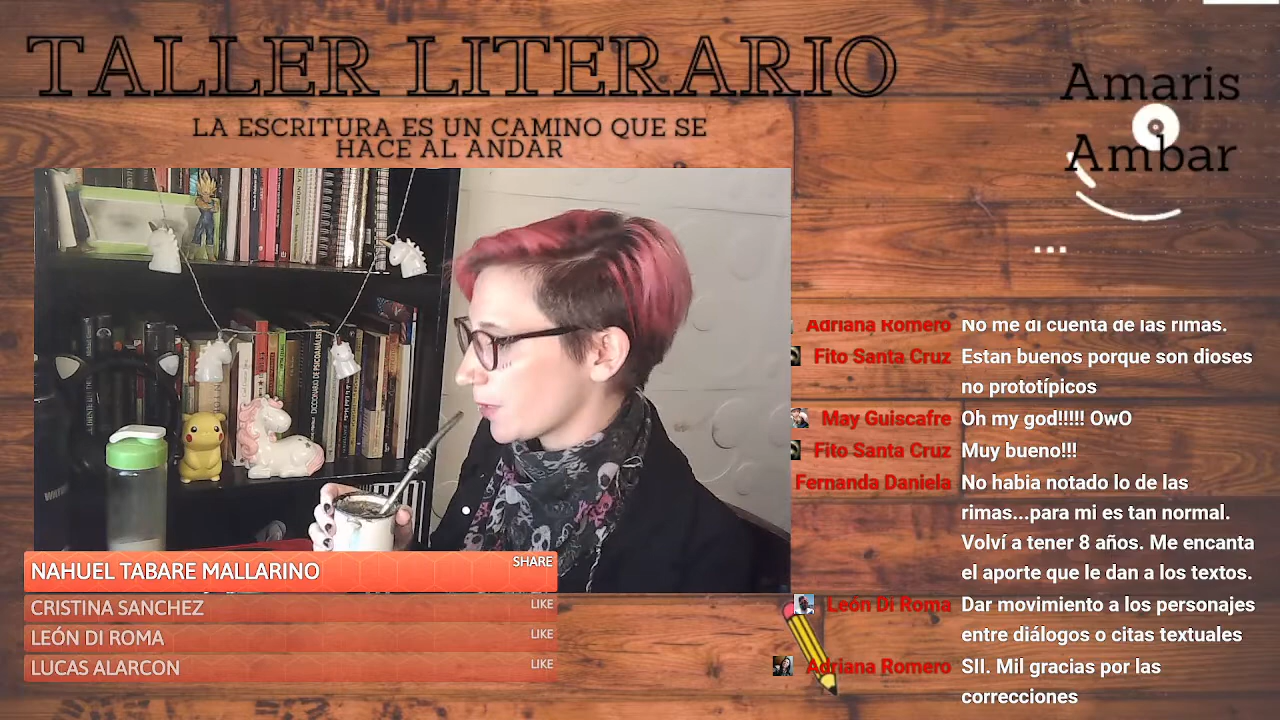 TALLER LITERARIO
LA ESCRITURA ES UN CAMINO QUE SE
HACE AL ANDAR
Amaris
Ambar
...
DICCIONARIO DE PSICOANÁLISIS
Adriana Romero No me di cuenta de las rimas.
Fito Santa Cruz Estan buenos porque son dioses
no prototípicos
May Guiscafre Oh my god!!!!! OwO
Fito Santa Cruz Muy bueno!!!
Fernanda Daniela No habia notado lo de las
rimas...para mi es tan normal.
Volví a tener 8 años. Me encanta
el aporte que le dan a los textos.
León Di Roma Dar movimiento a los personajes
entre diálogos o citas textuales
Adriana Romero SII. Mil gracias por las
correcciones
NAHUEL TABARE MALLARINO SHARE
CRISTINA SANCHEZ LIKE
LEÓN DI ROMA LIKE
LUCAS ALARCON LIKE